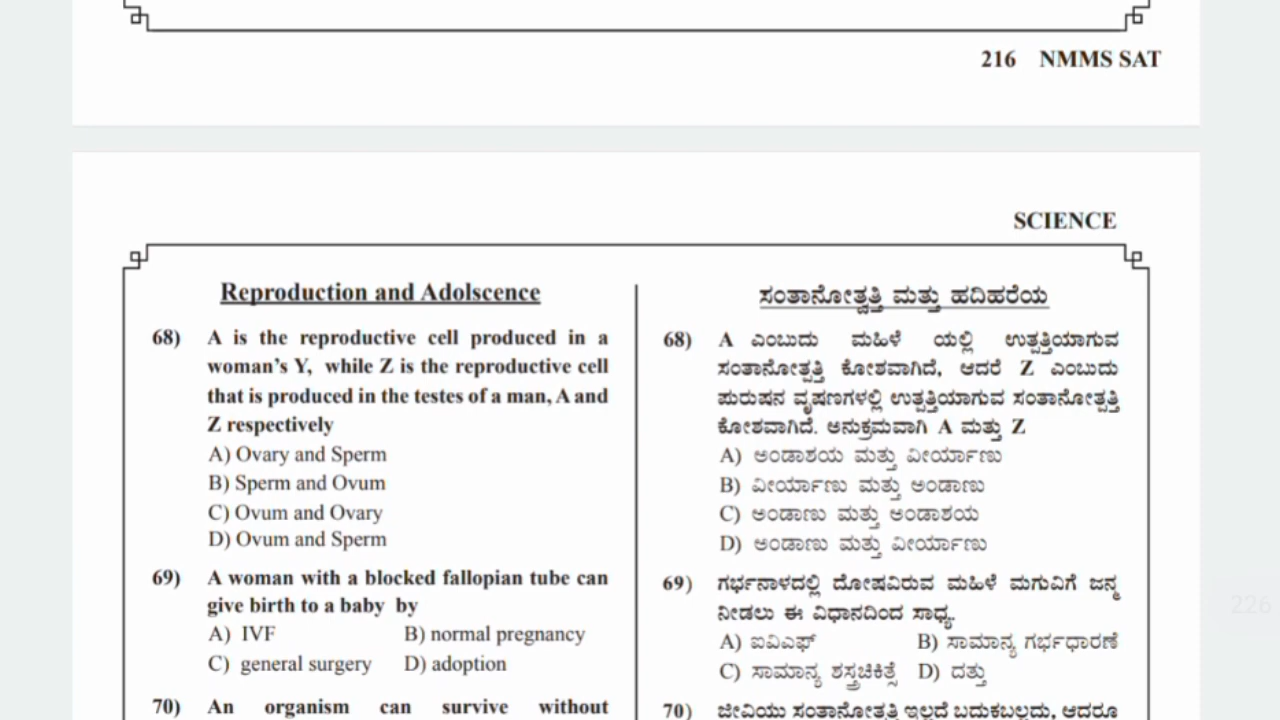 216 NMMS SAT
SCIENCE
Reproduction and Adolscence
68) A is the reproductive cell produced in a
woman's Y, while Z is the reproductive cell
that is produced in the testes of a man, A and
Z respectively
A) Ovary and Sperm
B) Sperm and Ovum
C) Ovum and Ovary
D) Ovum and Sperm
69) A woman with a blocked fallopian tube can
give birth to a baby by
A) IVF B) normal pregnancy
C) general surgery D) adoption
70) An organism can survive without
ಸಂತಾನೋತ್ಪತ್ತಿ ಮತ್ತು ಹದಿಹರೆಯ
68) A ಎಂಬುದು ಮಹಿಳೆ ಯಲ್ಲಿ ಉತ್ಪತ್ತಿಯಾಗುವ
ಸಂತಾನೋತ್ಪತ್ತಿ ಕೋಶವಾಗಿದೆ, ಆದರೆ Z ಎಂಬುದು
ಪುರುಷನ ವೃಷಣಗಳಲ್ಲಿ ಉತ್ಪತ್ತಿಯಾಗುವ ಸಂತಾನೋತ್ಪತ್ತಿ
ಕೋಶವಾಗಿದೆ. ಅನುಕ್ರಮವಾಗಿ A ಮತ್ತು Z
A) ಅಂಡಾಶಯ ಮತ್ತು ವೀರ್ಯಾಣು
B) ವೀರ್ಯಾಣು ಮತ್ತು ಅಂಡಾಣು
C) ಅಂಡಾಣು ಮತ್ತು ಅಂಡಾಶಯ
D) ಅಂಡಾಣು ಮತ್ತು ವೀರ್ಯಾಣು
69) ಗರ್ಭನಾಳದಲ್ಲಿ ದೋಷವಿರುವ ಮಹಿಳೆ ಮಗುವಿಗೆ ಜನ್ಮ
ನೀಡಲು ಈ ವಿಧಾನದಿಂದ ಸಾಧ್ಯ.
A) ಐವಿಎಫ್ B) ಸಾಮಾನ್ಯ ಗರ್ಭಧಾರಣೆ
C) ಸಾಮಾನ್ಯ ಶಸ್ತ್ರಚಿಕಿತ್ಸೆ D) ದತ್ತು
70) ಜೀವಿಯು ಸಂತಾನೋತ್ಪತ್ತಿ ಇಲ್ಲದೆ ಬದುಕಬಲ್ಲದು, ಆದರೂ
226